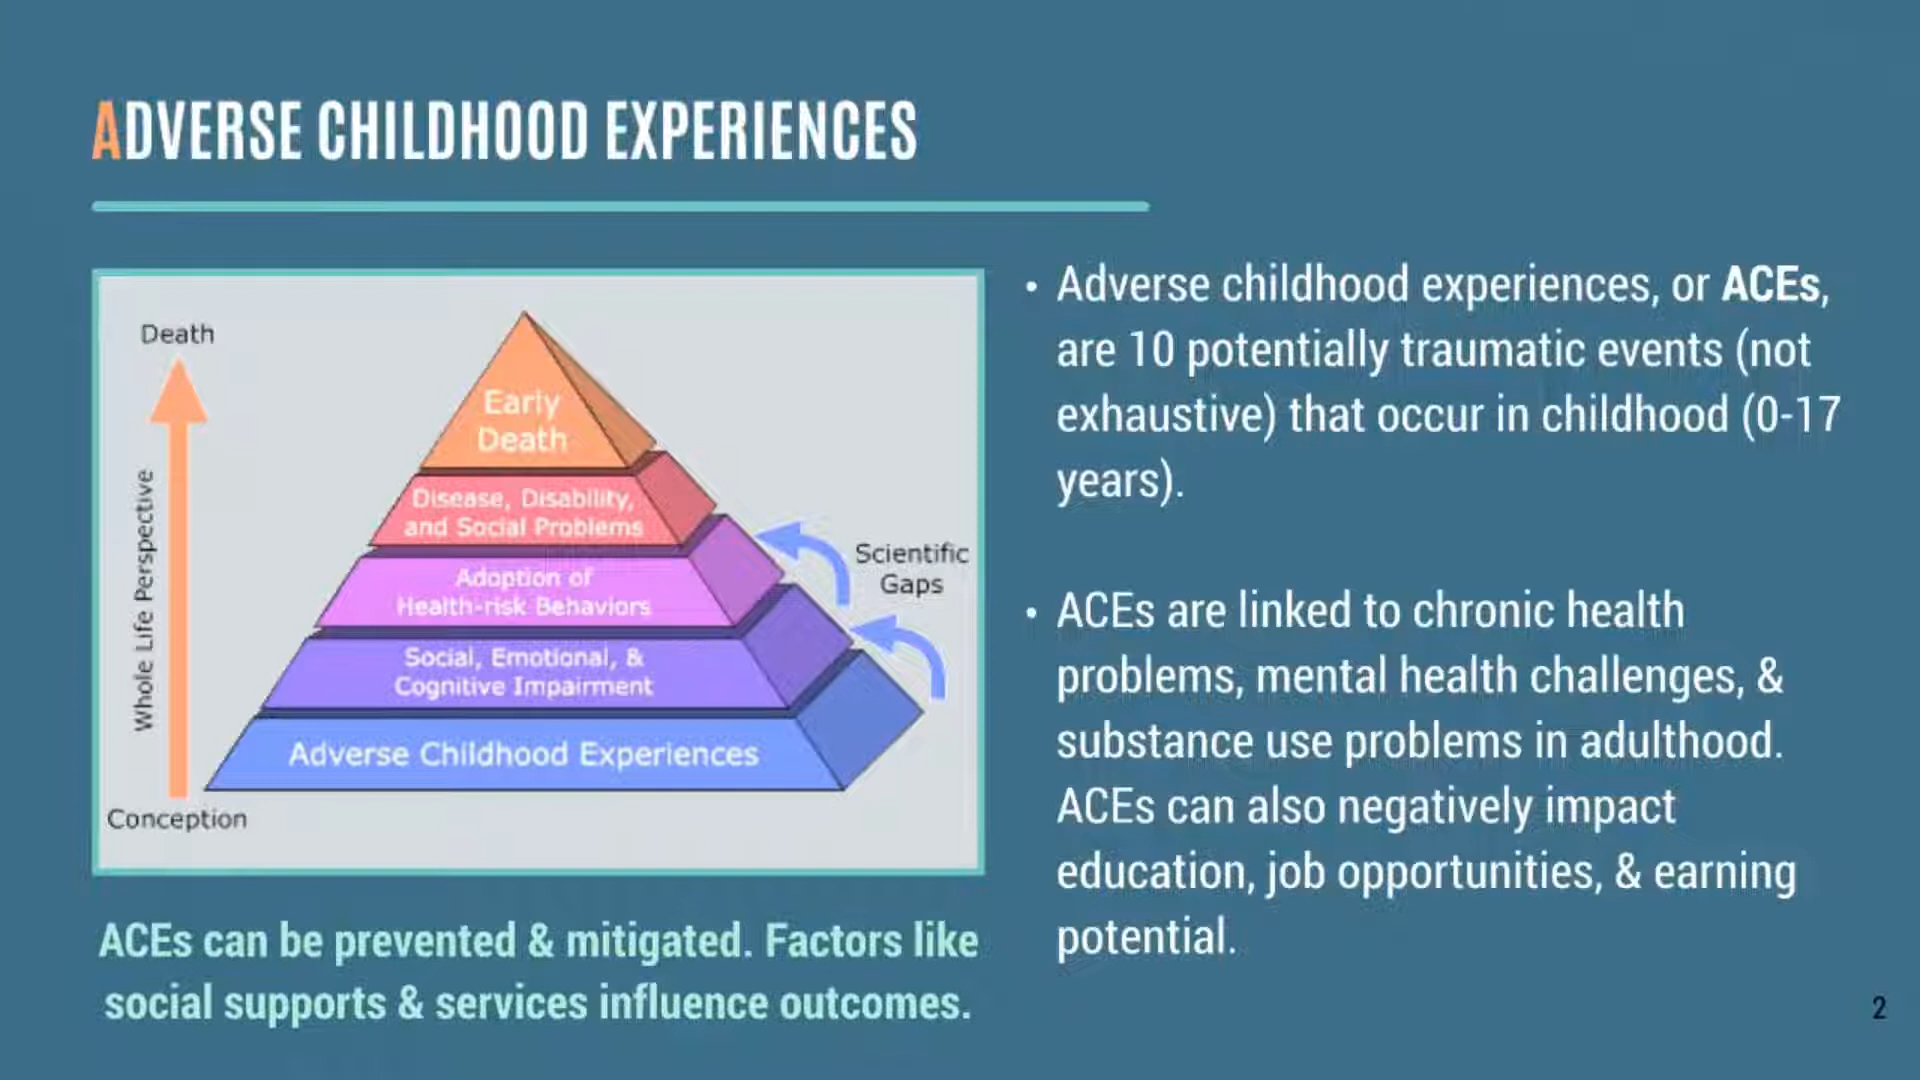 ADVERSE CHILDHOOD EXPERIENCES
Death
Whole Life Perspective
Conception
Early
Death
Disease, Disability,
and Social Problems
Adoption of
Health-risk Behaviors
Social, Emotional, &
Cognitive Impairment
Adverse Childhood Experiences
Scientific
Gaps
ACEs can be prevented & mitigated. Factors like
social supports & services influence outcomes.
• Adverse childhood experiences, or ACEs,
are 10 potentially traumatic events (not
exhaustive) that occur in childhood (0-17
years).
• ACEs are linked to chronic health
problems, mental health challenges, &
substance use problems in adulthood.
ACEs can also negatively impact
education, job opportunities, & earning
potential.
2